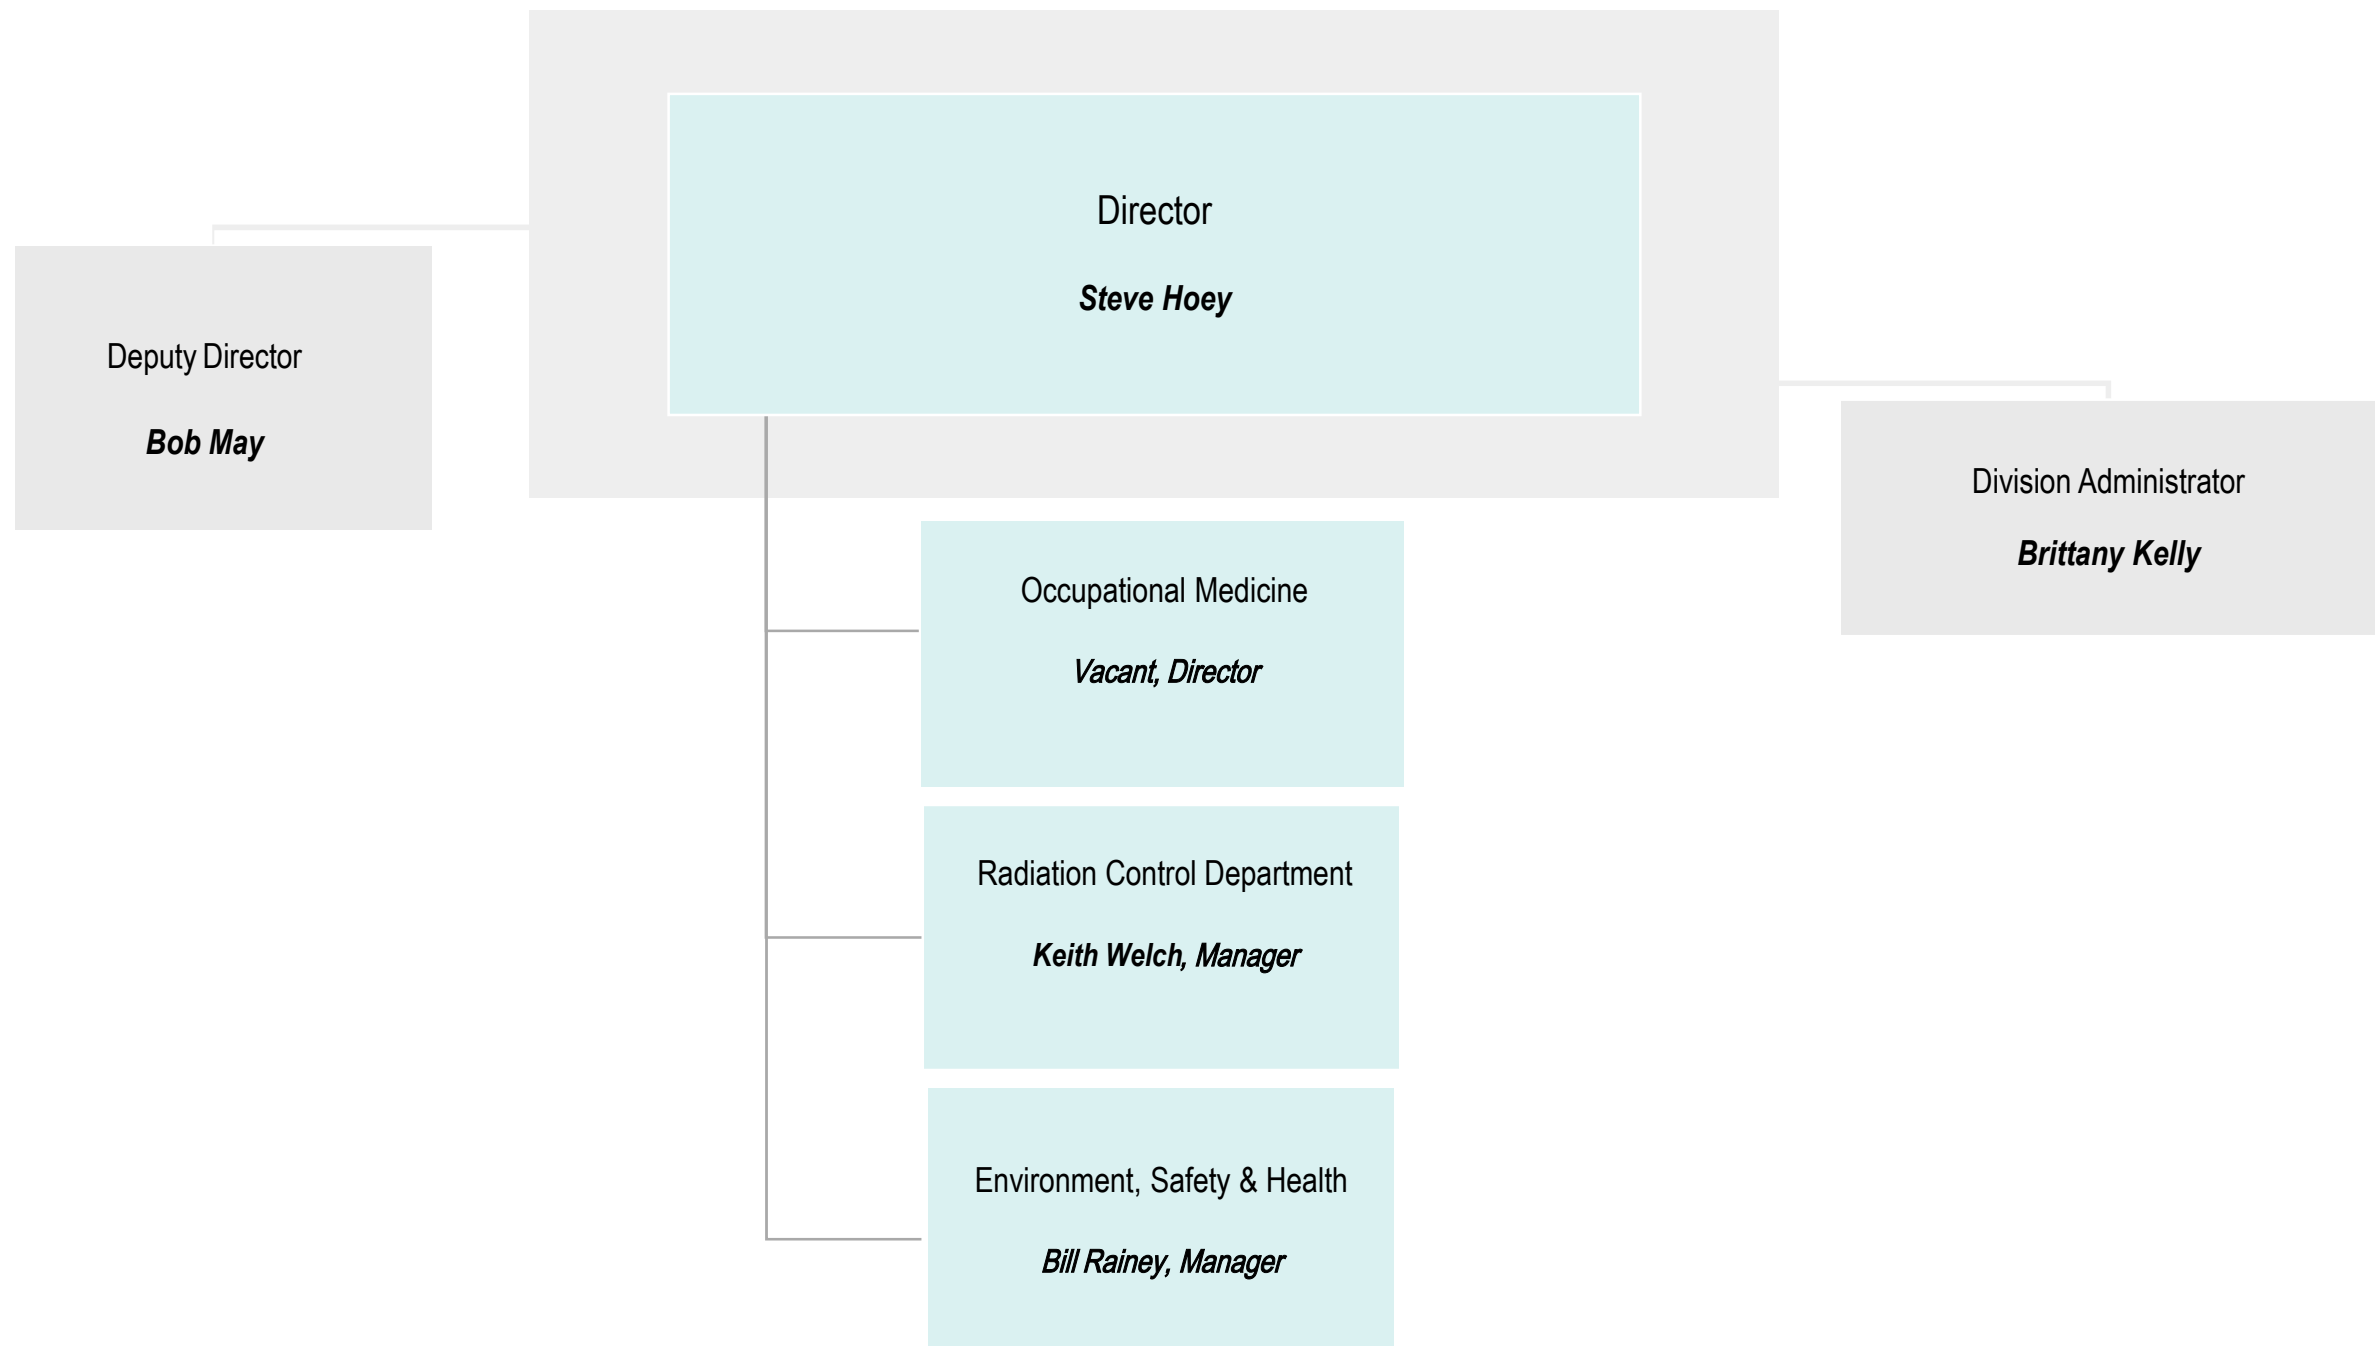 Director
Steve Hoey
Deputy Director
Bob May
Division Administrator
Brittany Kelly
Occupational Medicine
Vacant, Director
Radiation Control Department
Keith Welch, Manager
Environment, Safety & Health
Bill Rainey, Manager